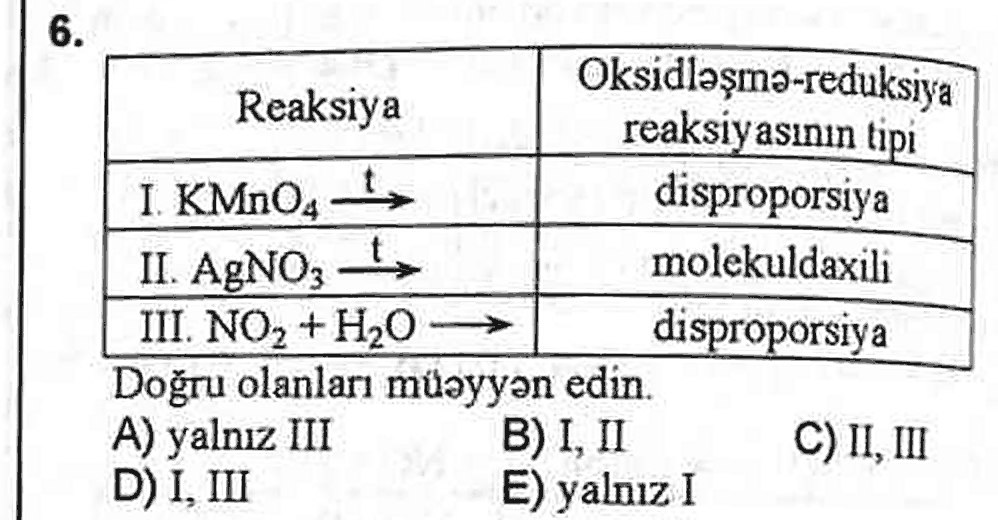 6.
Reaksiya
Oksidləşmə-reduksiya
reaksiyasının tipi
I. KMnO₄ —t→
disproporsiya
II. AgNO₃ —t→
molekuldaxili
III. NO₂ + H₂O ⟶
disproporsiya
Doğru olanları müəyyən edin.
A) yalnız III B) I, II C) II, III
D) I, III E) yalnız I